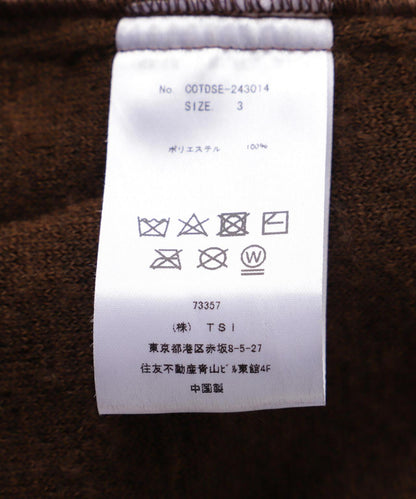 No COTDSE-243014
SIZE 3
ポリエステル 100%
W
73357
(株) TSI
東京都港区赤坂8-5-27
住友不動産青山ビル東館4F
中国製